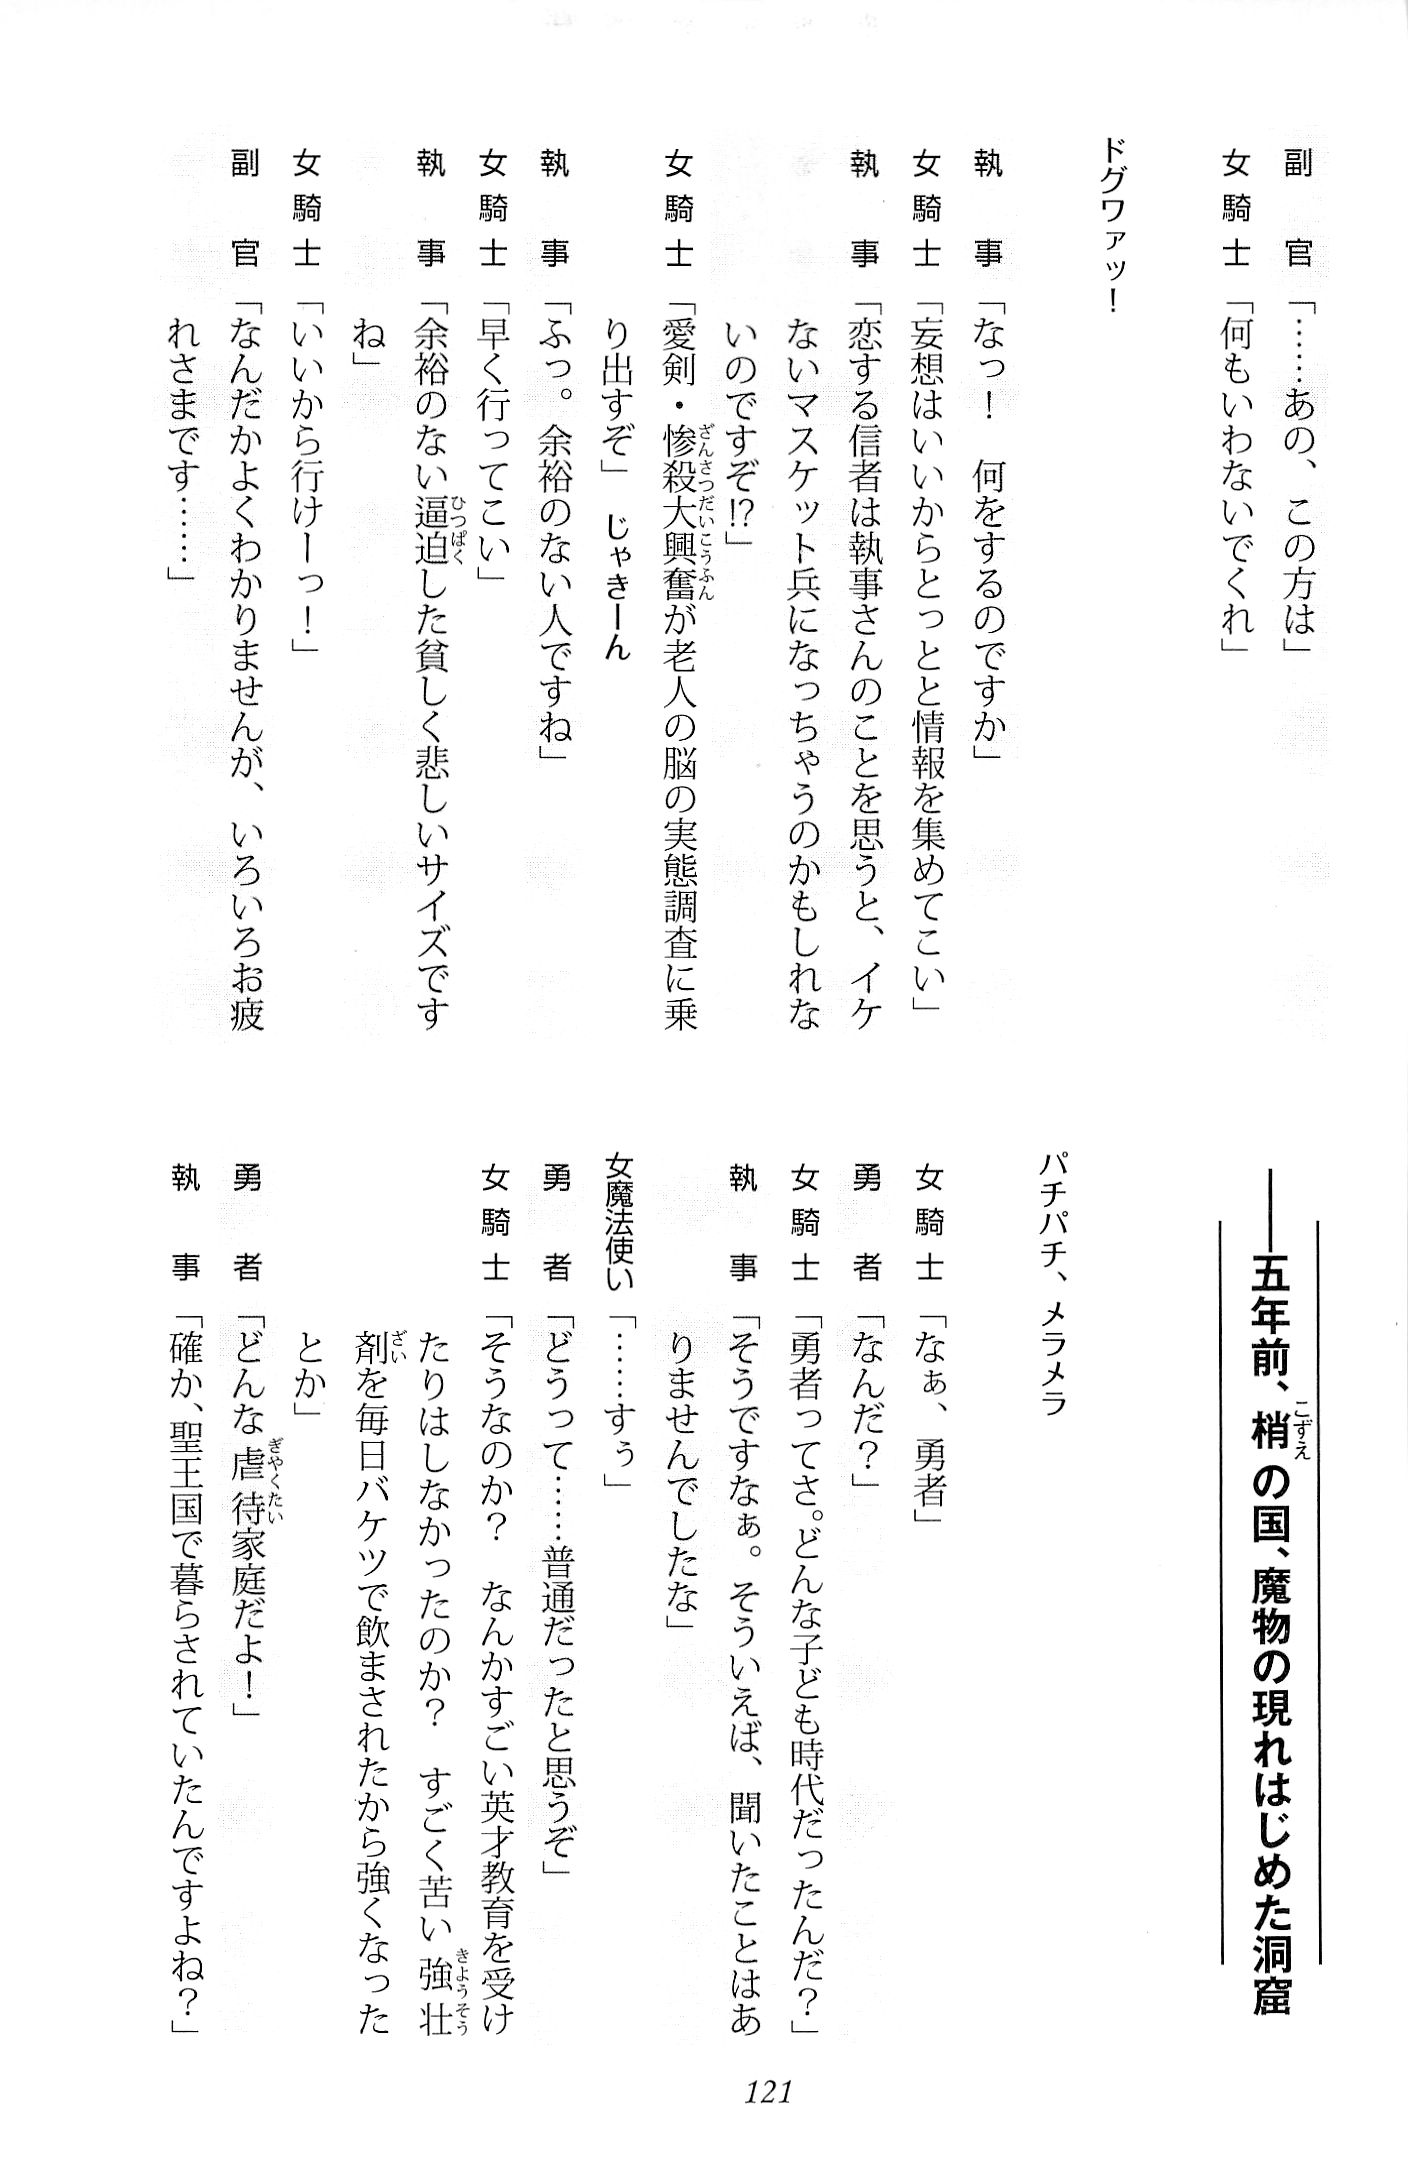 副官「……あの、この方は」
女騎士「何もいわないでくれ」
ドグワァッ！
執事「なっ！　何をするのですか」
女騎士「妄想はいいからとっとと情報を集めてこい」
執事「恋する信者は執事さんのことを思うと、イケ
ないマスケット兵になっちゃうのかもしれな
いのですぞ!?」
女騎士「愛剣・惨殺大興奮が老人の脳の実態調査に乗
り出すぞ」　じゃきーん
執事「ふっ。余裕のない人ですね」
女騎士「早く行ってこい」
執事「余裕のない逼迫した貧しく悲しいサイズです
ね」
女騎士「いいから行けーっ！」
副官「なんだかよくわかりませんが、いろいろお疲
れさまです……」
――五年前、梢の国、魔物の現れはじめた洞窟
パチパチ、メラメラ
女騎士「なぁ、勇者」
勇者「なんだ？」
女騎士「勇者ってさ。どんな子ども時代だったんだ？」
執事「そうですなぁ。そういえば、聞いたことはあ
りませんでしたな」
女魔法使い「……すぅ」
勇者「どうって……普通だったと思うぞ」
女騎士「そうなのか？　なんかすごい英才教育を受け
たりはしなかったのか？　すごく苦い強壮
剤を毎日バケツで飲まされたから強くなった
とか」
勇者「どんな虐待家庭だよ！」
執事「確か、聖王国で暮らされていたんですよね？」
121